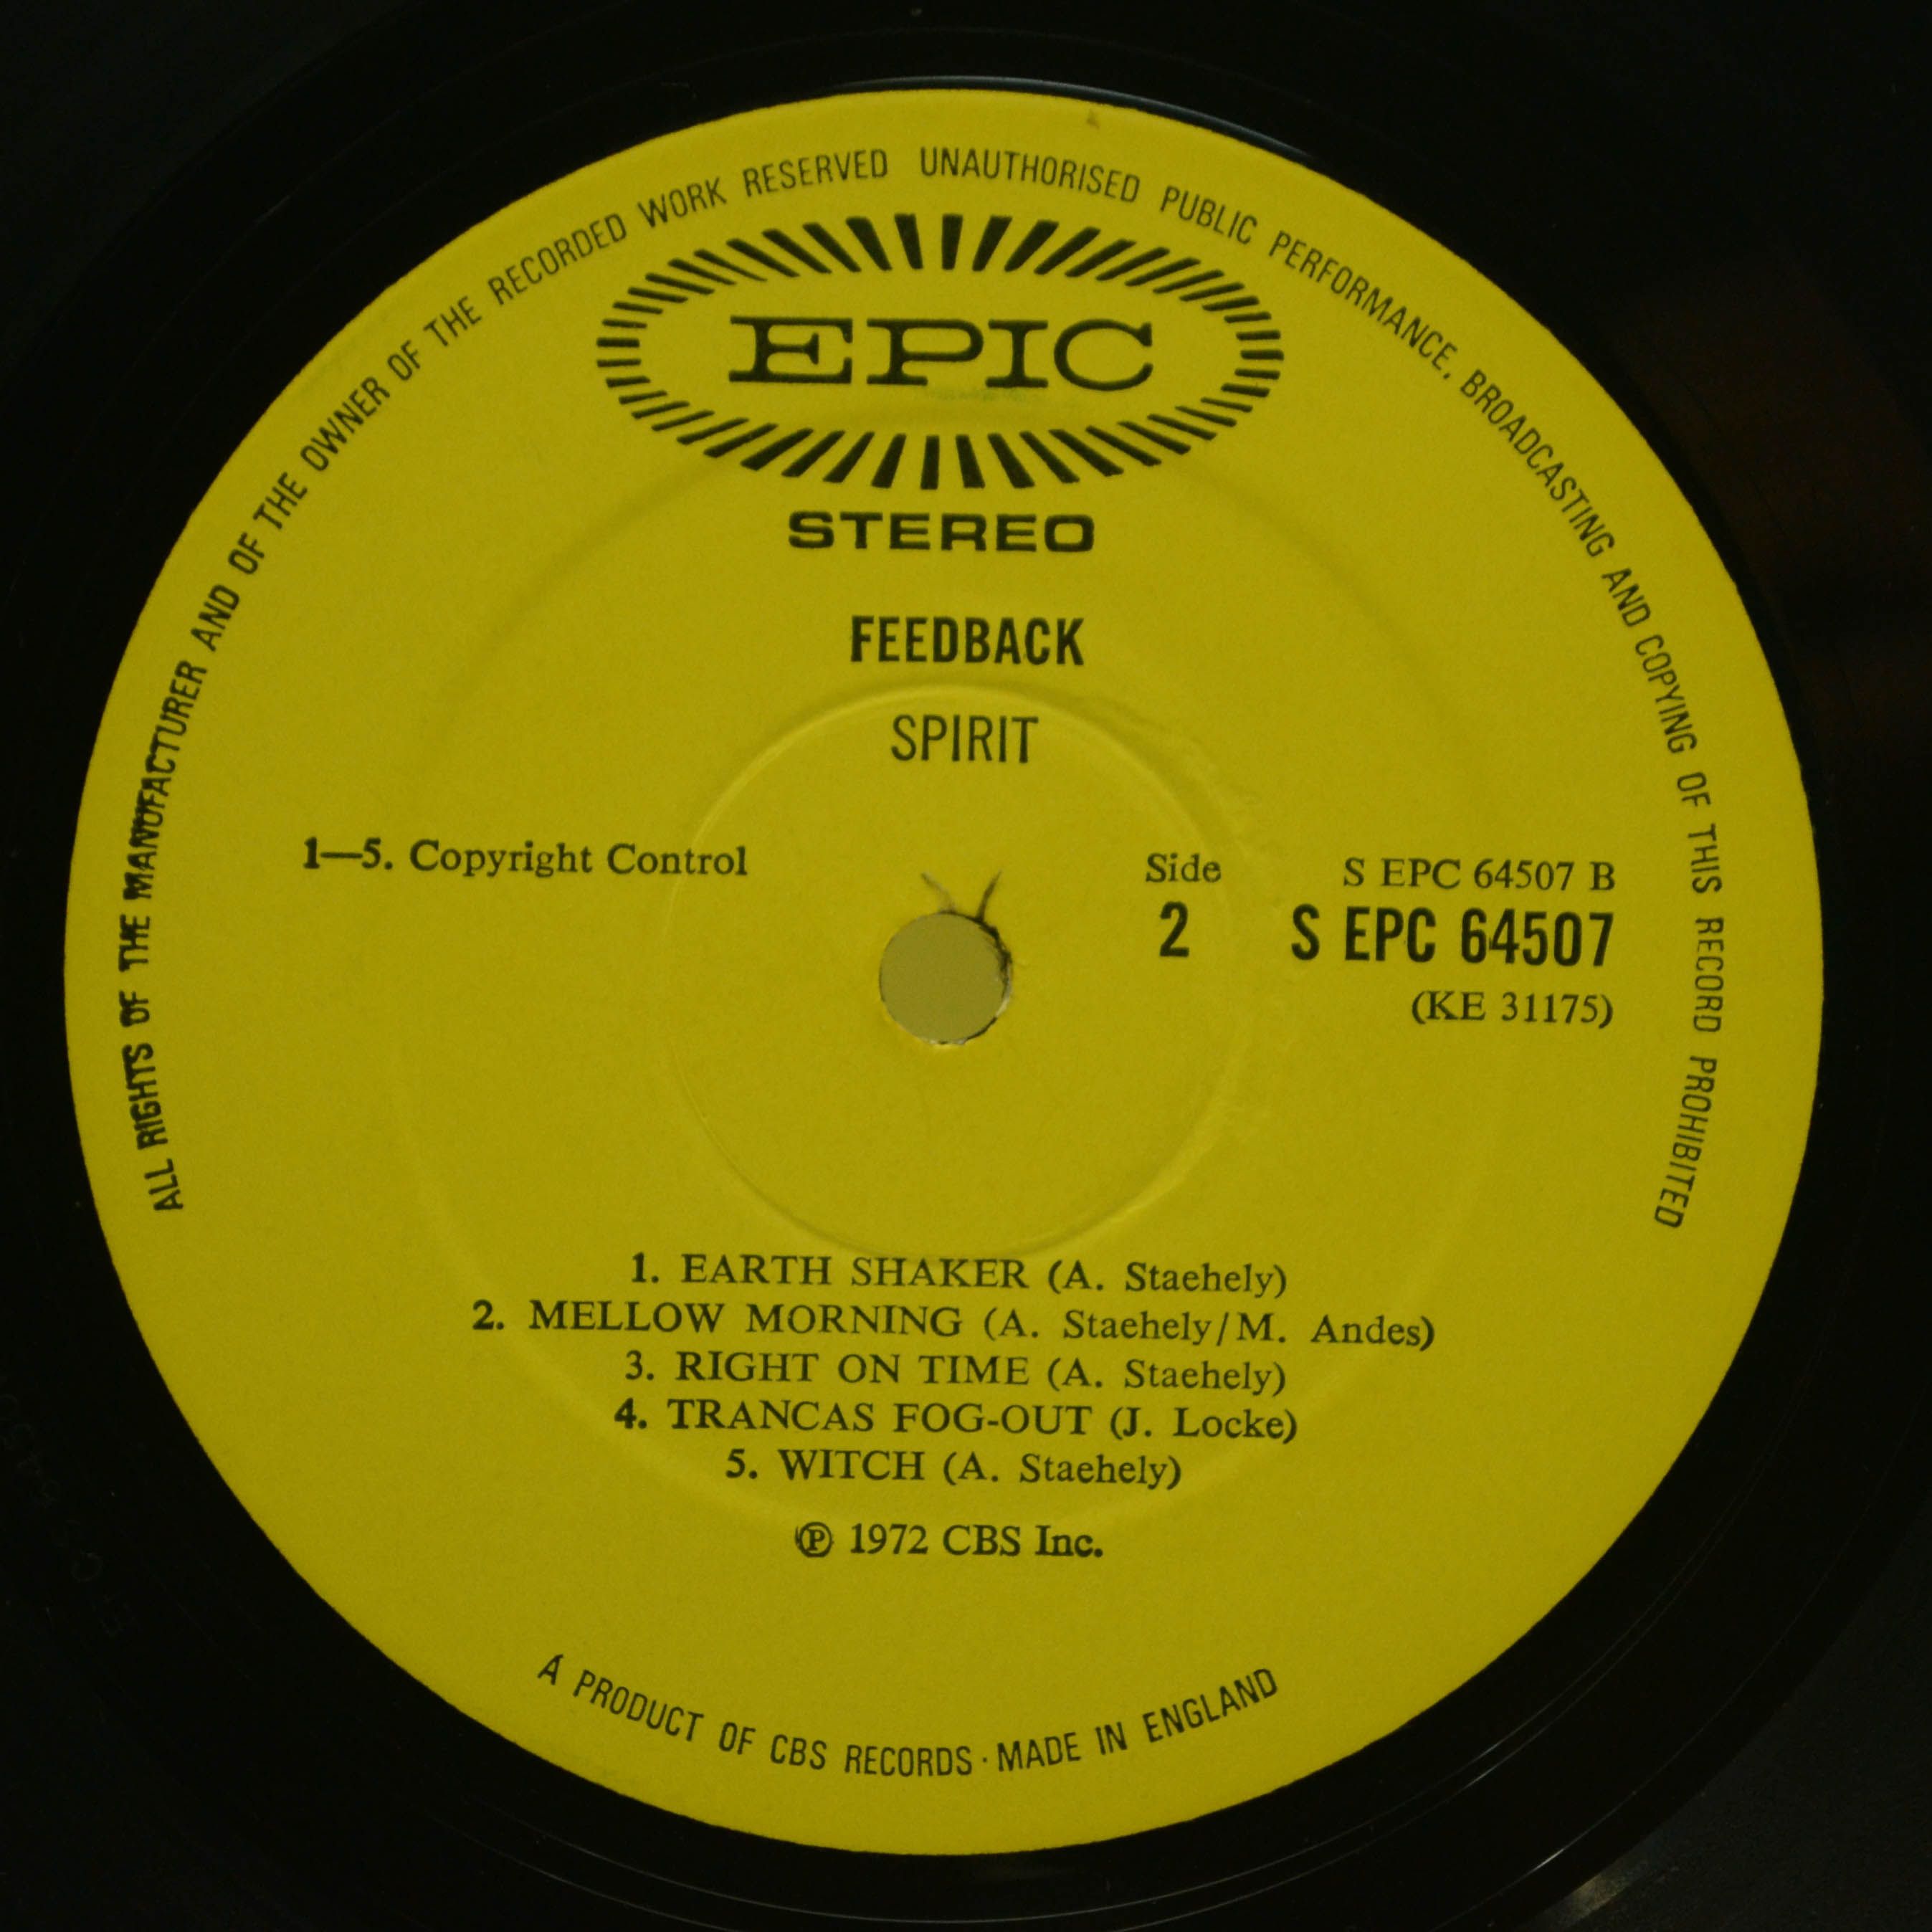 ALL RIGHTS OF THE MANUFACTURER AND OF THE OWNER OF THE RECORDED WORK RESERVED UNAUTHORISED PUBLIC PERFORMANCE, BROADCASTING AND COPYING OF THIS RECORD PROHIBITED
EPIC
STEREO
FEEDBACK
SPIRIT
1—5. Copyright Control
Side
2
S EPC 64507 B
S EPC 64507
(KE 31175)
1. EARTH SHAKER (A. Staehely)
2. MELLOW MORNING (A. Staehely/M. Andes)
3. RIGHT ON TIME (A. Staehely)
4. TRANCAS FOG-OUT (J. Locke)
5. WITCH (A. Staehely)
℗ 1972 CBS Inc.
A PRODUCT OF CBS RECORDS · MADE IN ENGLAND